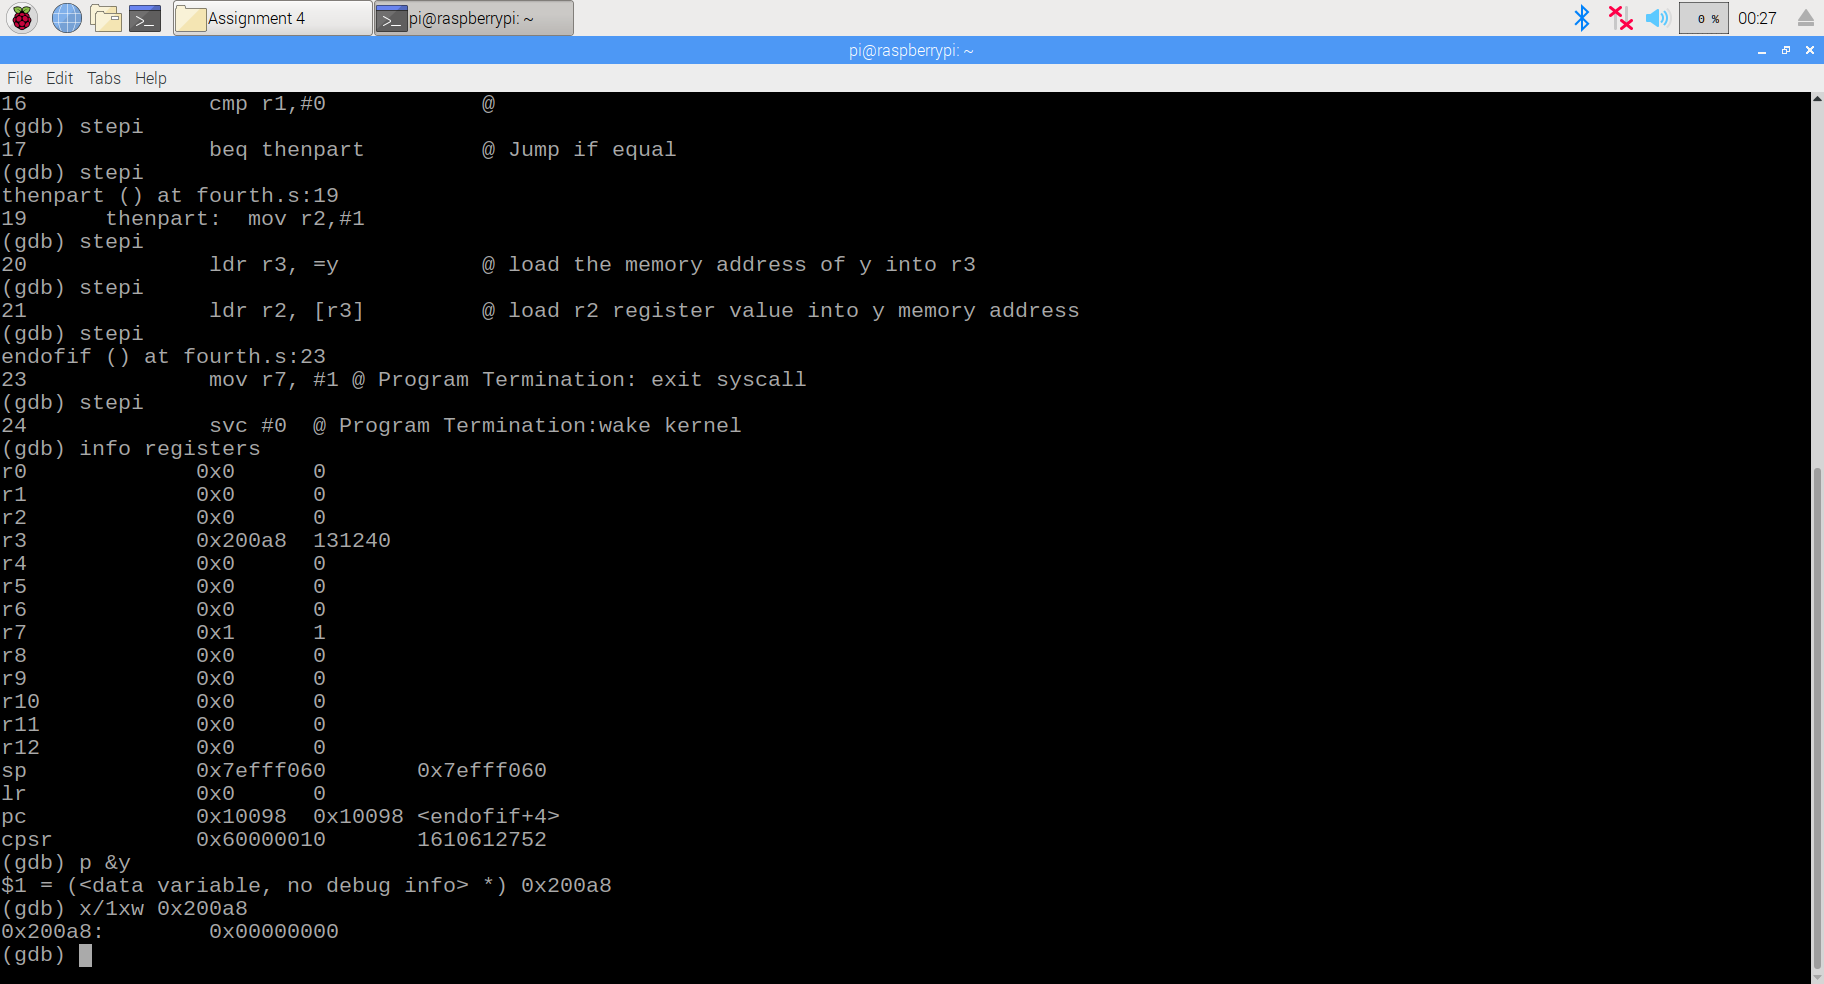 Assignment 4
pi@raspberrypi: ~
0 %
00:27
pi@raspberrypi: ~
File Edit Tabs Help
16              cmp r1,#0            @
(gdb) stepi
17              beq thenpart         @ Jump if equal
(gdb) stepi
thenpart () at fourth.s:19
19      thenpart:  mov r2,#1
(gdb) stepi
20              ldr r3, =y           @ load the memory address of y into r3
(gdb) stepi
21              ldr r2, [r3]         @ load r2 register value into y memory address
(gdb) stepi
endofif () at fourth.s:23
23              mov r7, #1 @ Program Termination: exit syscall
(gdb) stepi
24              svc #0  @ Program Termination:wake kernel
(gdb) info registers
r0             0x0      0
r1             0x0      0
r2             0x0      0
r3             0x200a8  131240
r4             0x0      0
r5             0x0      0
r6             0x0      0
r7             0x1      1
r8             0x0      0
r9             0x0      0
r10            0x0      0
r11            0x0      0
r12            0x0      0
sp             0x7efff060       0x7efff060
lr             0x0      0
pc             0x10098  0x10098 <endofif+4>
cpsr           0x60000010       1610612752
(gdb) p &y
$1 = (<data variable, no debug info> *) 0x200a8
(gdb) x/1xw 0x200a8
0x200a8:        0x00000000
(gdb)